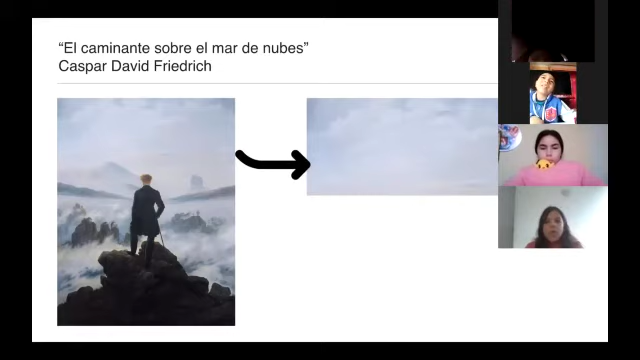 “El caminante sobre el mar de nubes”
Caspar David Friedrich